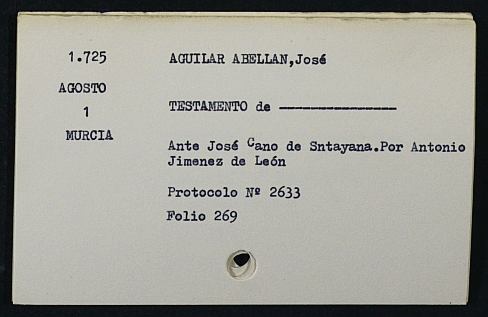 1.725
AGOSTO
1
MURCIA
AGUILAR ABELLAN,José
TESTAMENTO de ----------------
Ante José Cano de Sntayana.Por Antonio
Jimenez de León
Protocolo Nº 2633
Folio 269